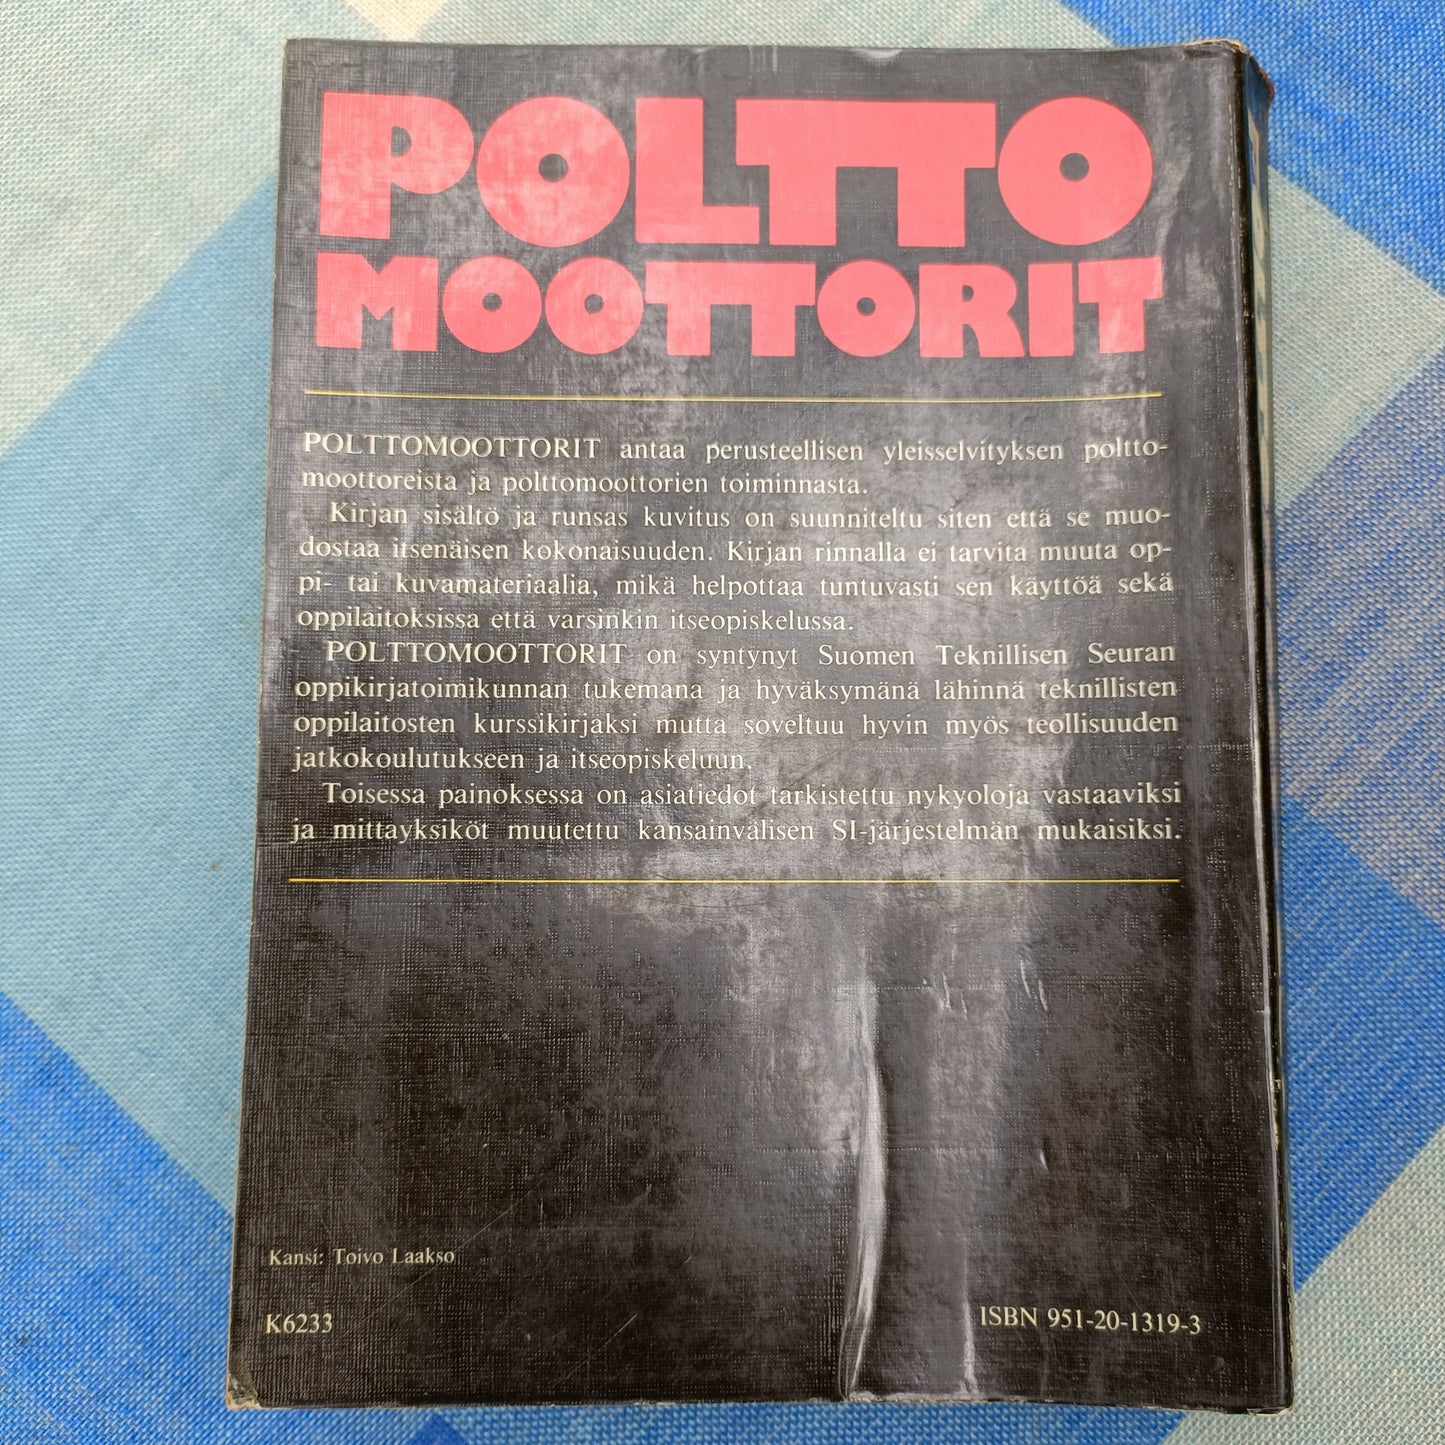 POLTTO
MOOTTORIT
POLTTOMOOTTORIT antaa perusteellisen yleisselvityksen poltto-
moottoreista ja polttomoottorien toiminnasta.
Kirjan sisältö ja runsas kuvitus on suunniteltu siten että se muo-
dostaa itsenäisen kokonaisuuden. Kirjan rinnalla ei tarvita muuta op-
pi- tai kuvamateriaalia, mikä helpottaa tuntuvasti sen käyttöä sekä
oppilaitoksissa että varsinkin itseopiskelussa.
POLTTOMOOTTORIT on syntynyt Suomen Teknillisen Seuran
oppikirjatoimikunnan tukemana ja hyväksymänä lähinnä teknillisten
oppilaitosten kurssikirjaksi mutta soveltuu hyvin myös teollisuuden
jatkokoulutukseen ja itseopiskeluun.
Toisessa painoksessa on asiatiedot tarkistettu nykyoloja vastaaviksi
ja mittayksiköt muutettu kansainvälisen SI-järjestelmän mukaisiksi.
Kansi: Toivo Laakso
K6233
ISBN 951-20-1319-3